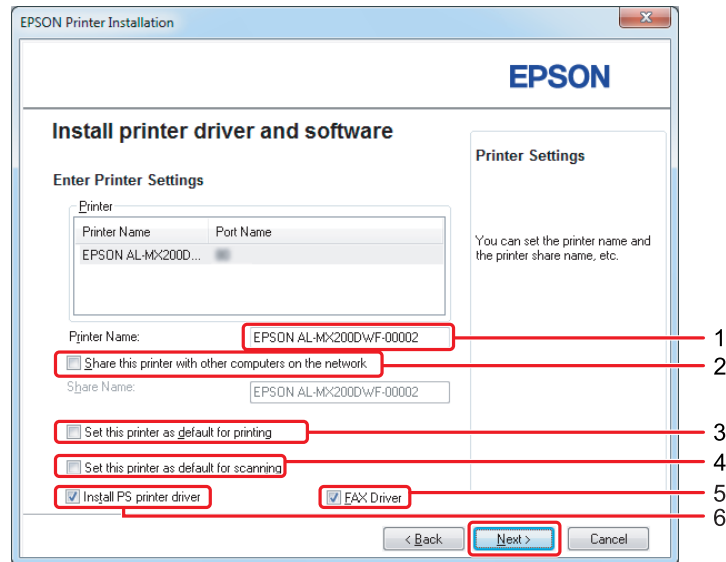 EPSON Printer Installation
EPSON
Install printer driver and software
Enter Printer Settings
Printer
Printer Name Port Name
EPSON AL-MX200D...
Printer Name: EPSON AL-MX200DWF-00002
Share this printer with other computers on the network
Share Name: EPSON AL-MX200DWF-00002
Set this printer as default for printing
Set this printer as default for scanning
Install PS printer driver FAX Driver
Printer Settings
You can set the printer name and
the printer share name, etc.
< Back Next > Cancel
1
2
3
4
5
6